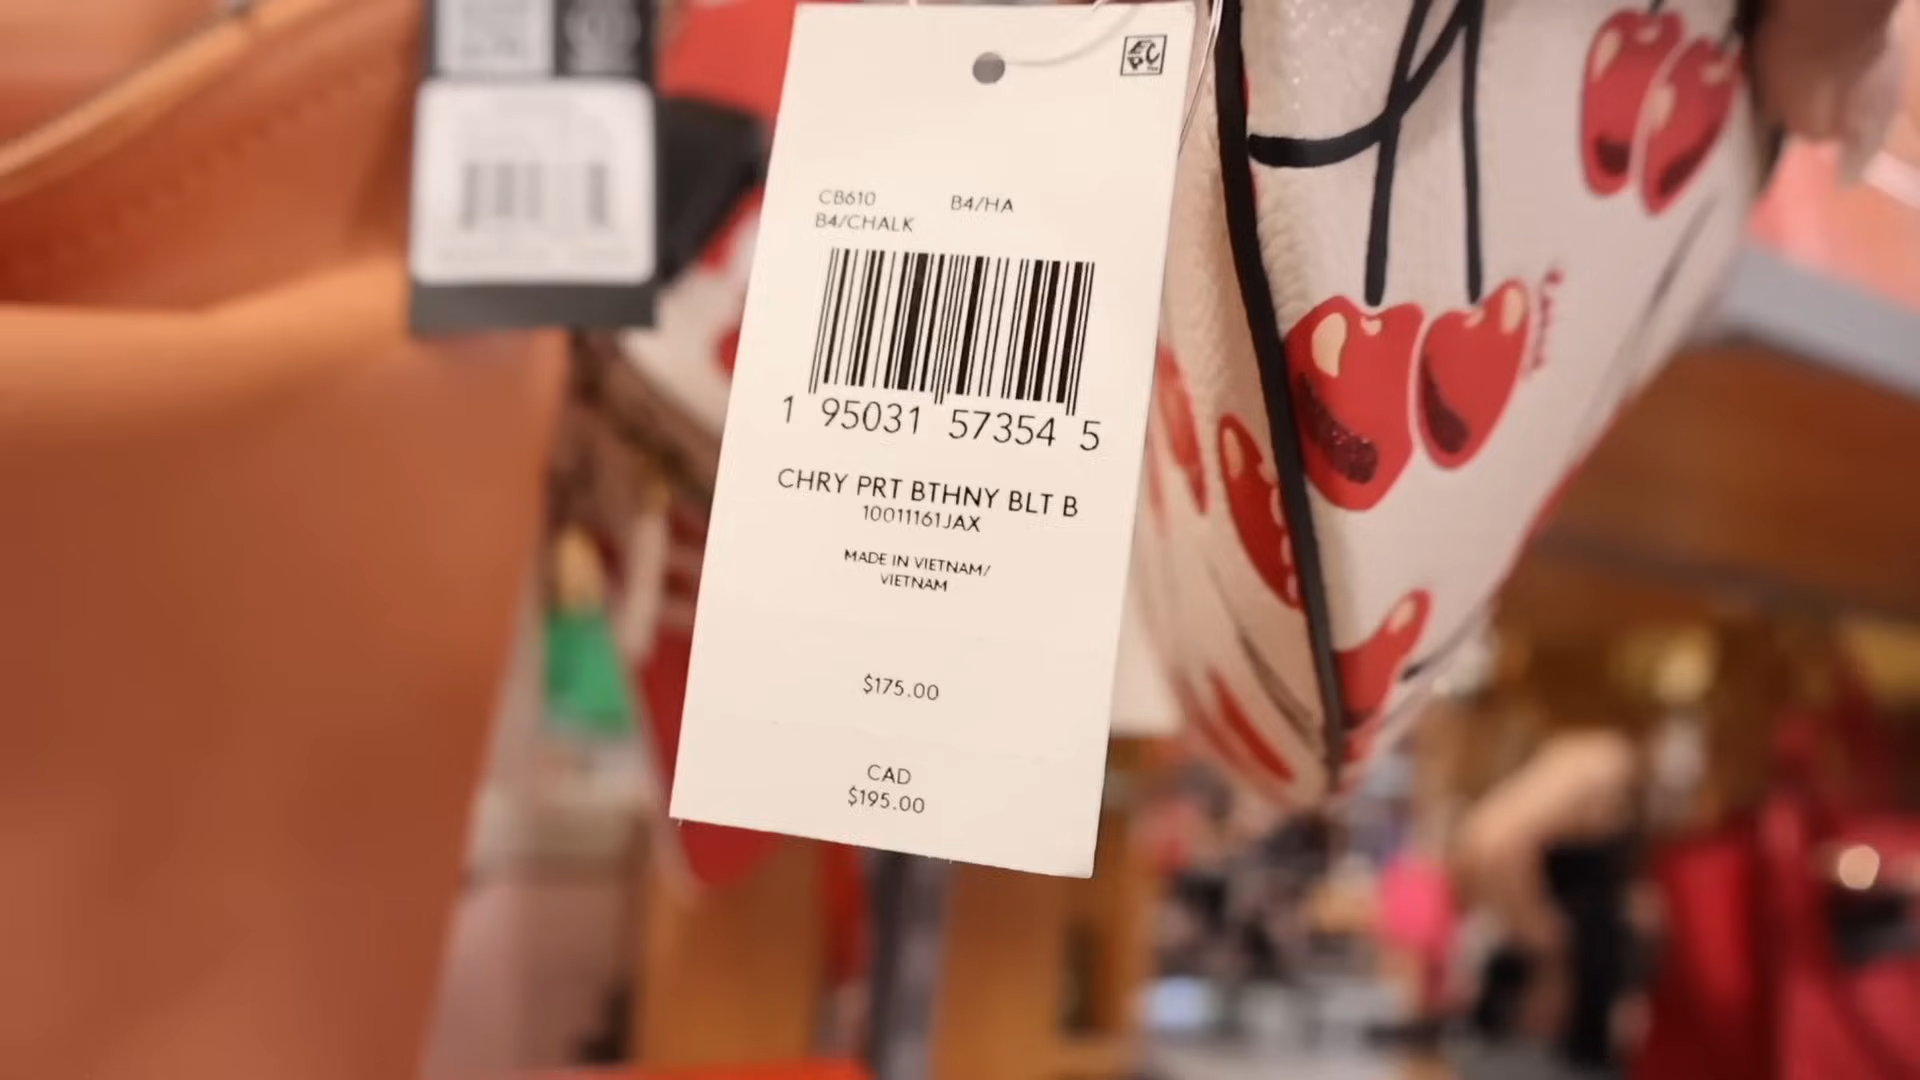 CB610 B4/HA
B4/CHALK
1 95031 57354 5
CHRY PRT BTHNY BLT B
10011161JAX
MADE IN VIETNAM/
VIETNAM
$175.00
CAD
$195.00